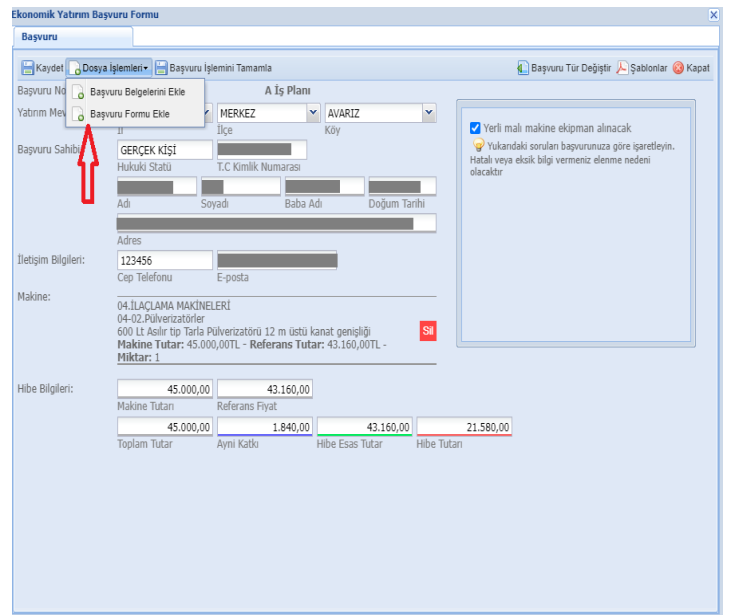 Ekonomik Yatırım Başvuru Formu
Başvuru
Kaydet Dosya İşlemleri Başvuru İşlemini Tamamla Başvuru Tür Değiştir Şablonlar Kapat
Başvuru No A İş Planı
Başvuru Belgelerini Ekle
Başvuru Formu Ekle
Yatırım Mev MERKEZ AVARIZ
İl İlçe Köy
Başvuru Sahibi GERÇEK KİŞİ
Hukuki Statü T.C Kimlik Numarası
Adı Soyadı Baba Adı Doğum Tarihi
Adres
İletişim Bilgileri: 123456
Cep Telefonu E-posta
Makine:
04.İLAÇLAMA MAKİNELERİ
04-02.Pülverizatörler
600 Lt Asılır tip Tarla Pülverizatörü 12 m üstü kanat genişliği
Sil
Makine Tutar: 45.000,00TL - Referans Tutar: 43.160,00TL -
Miktar: 1
Hibe Bilgileri: 45.000,00 43.160,00
Makine Tutarı Referans Fiyat
45.000,00 1.840,00 43.160,00 21.580,00
Toplam Tutar Ayni Katkı Hibe Esas Tutar Hibe Tutarı
Yerli malı makine ekipman alınacak
Yukarıdaki soruları başvurunuza göre işaretleyin.
Hatalı veya eksik bilgi vermeniz elenme nedeni
olacaktır